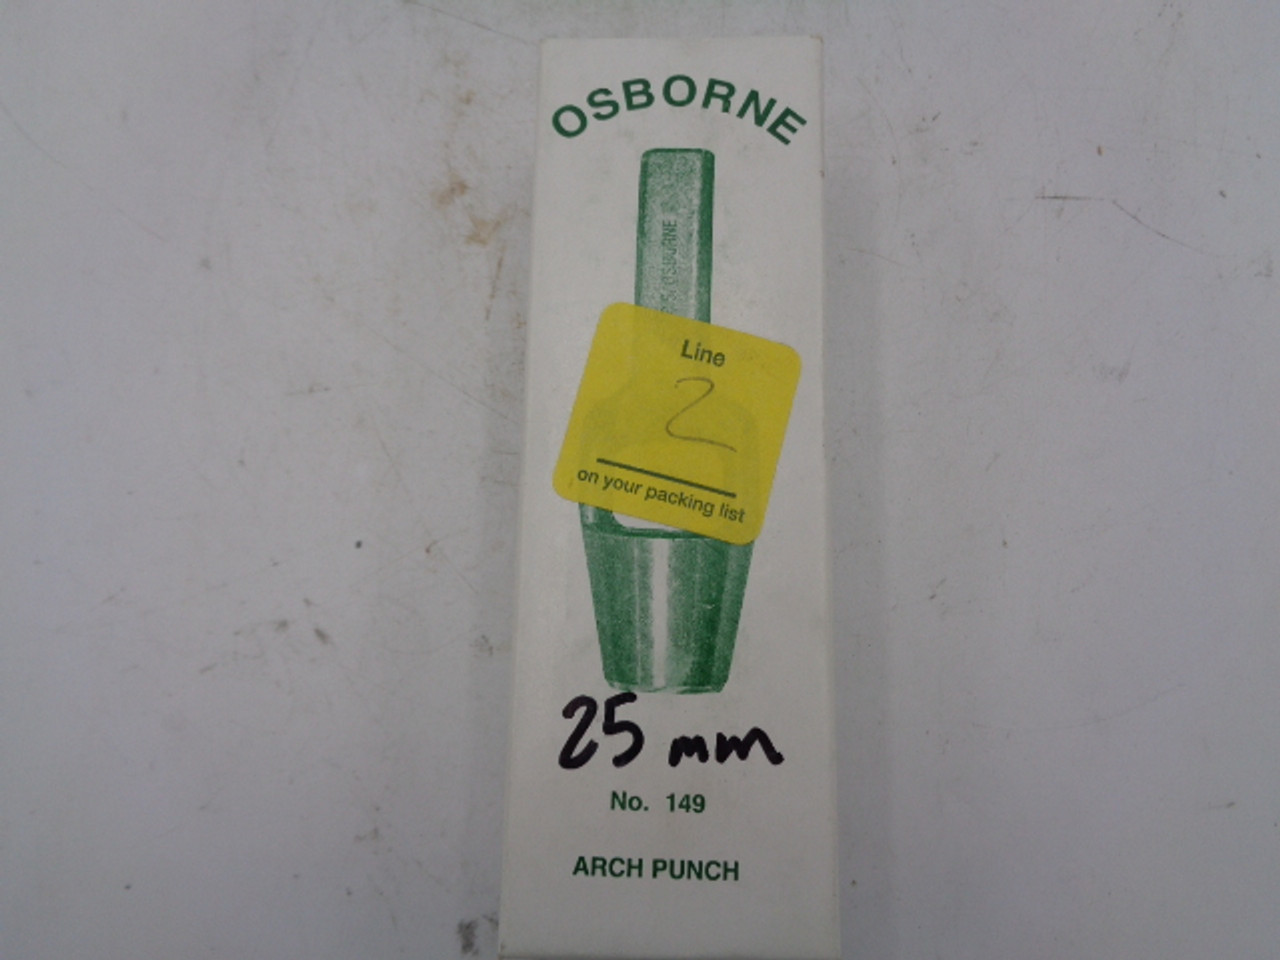 OSBORNE
OSBORNE
Line
2
on your packing list
25 mm
No. 149
ARCH PUNCH